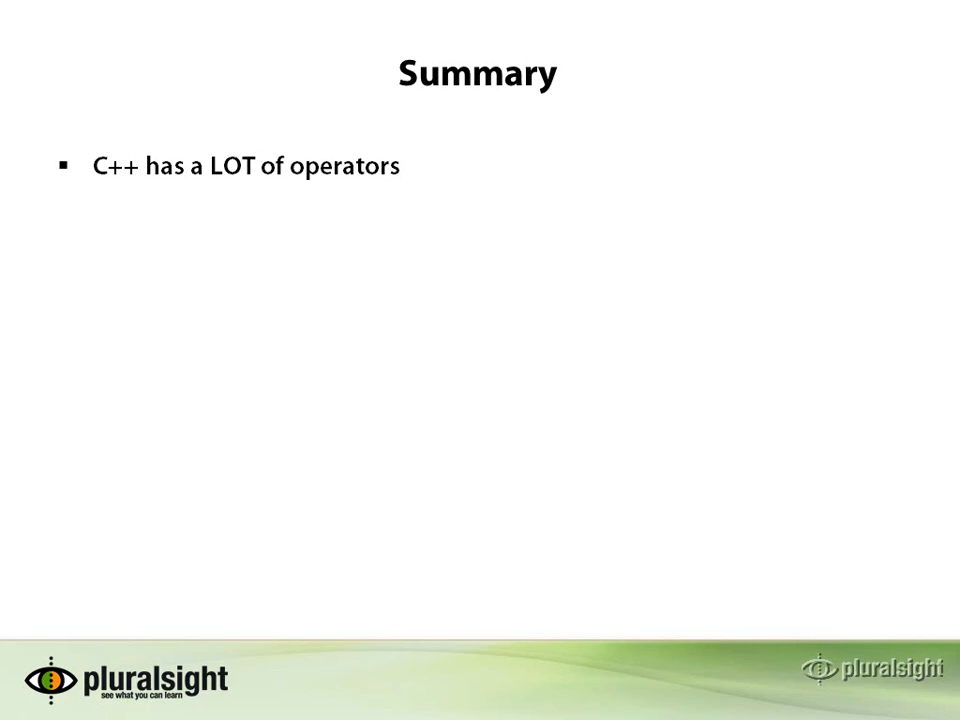 Summary
▪ C++ has a LOT of operators
pluralsight
see what you can learn
pluralsight